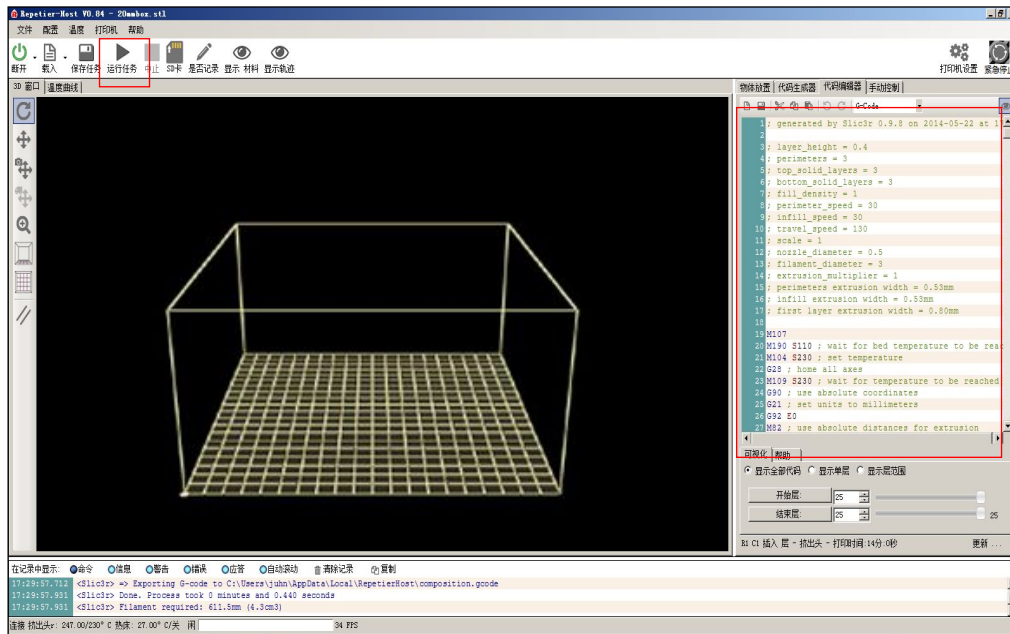 Repetier-Host V0.84 - 20mmbox.stl
文件 配置 温度 打印机 帮助
断开 载入 保存任务 运行任务 中止 SD卡 是否记录 显示 材料 显示轨迹 打印机设置 紧急停止
3D 窗口 温度曲线
物体放置 代码生成器 代码编辑器 手动控制
G-Code
1 ; generated by Slic3r 0.9.8 on 2014-05-22 at 1
2
3 ; layer_height = 0.4
4 ; perimeters = 3
5 ; top_solid_layers = 3
6 ; bottom_solid_layers = 3
7 ; fill_density = 1
8 ; perimeter_speed = 30
9 ; infill_speed = 30
10 ; travel_speed = 130
11 ; scale = 1
12 ; nozzle_diameter = 0.5
13 ; filament_diameter = 3
14 ; extrusion_multiplier = 1
15 ; perimeters extrusion width = 0.53mm
16 ; infill extrusion width = 0.53mm
17 ; first layer extrusion width = 0.80mm
18
19 M107
20 M190 S110 ; wait for bed temperature to be reac
21 M104 S230 ; set temperature
22 G28 ; home all axes
23 M109 S230 ; wait for temperature to be reached
24 G90 ; use absolute coordinates
25 G21 ; set units to millimeters
26 G92 E0
27 M82 ; use absolute distances for extrusion
可视化 帮助
显示全部代码 显示单层 显示层范围
开始层: 25
结束层: 25 25
R1 C1 插入 层 - 挤出头 - 打印时间:14分:0秒 更新 ...
在记录中显示: 命令 信息 警告 错误 应答 自动滚动 清除记录 复制
17:29:57.712 <Slic3r> => Exporting G-code to C:\Users\juhn\AppData\Local\RepetierHost\composition.gcode
17:29:57.931 <Slic3r> Done. Process took 0 minutes and 0.440 seconds
17:29:57.931 <Slic3r> Filament required: 611.5mm (4.3cm3)
连接 挤出头r: 247.00/230° C 热床: 27.00° C/关 闲 34 FPS